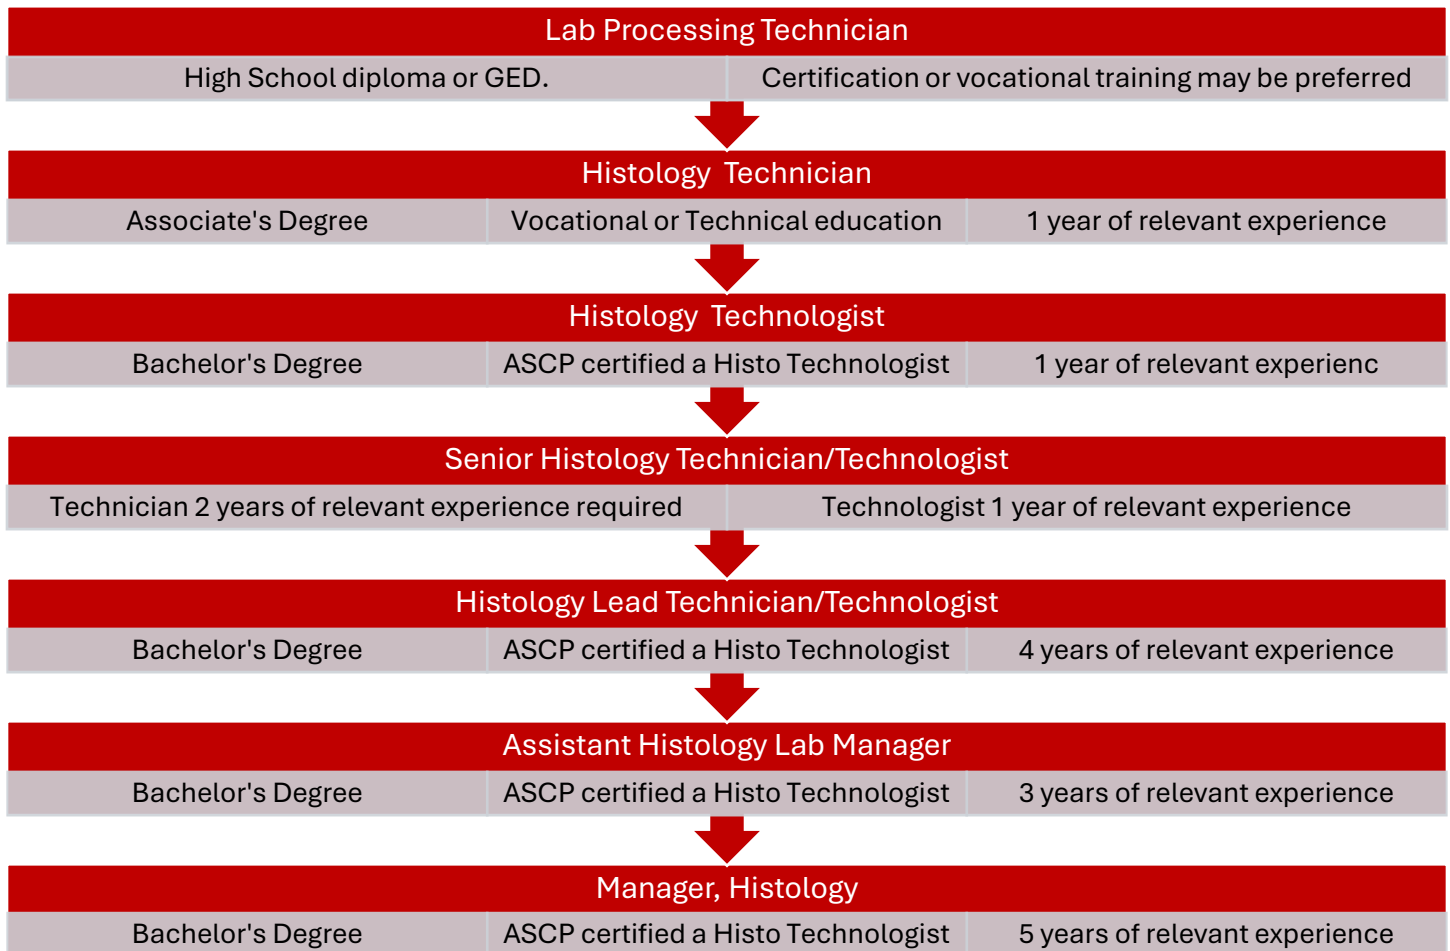 Lab Processing Technician
High School diploma or GED. Certification or vocational training may be preferred
Histology  Technician
Associate's Degree Vocational or Technical education 1 year of relevant experience
Histology  Technologist
Bachelor's Degree ASCP certified a Histo Technologist 1 year of relevant experienc
Senior Histology Technician/Technologist
Technician 2 years of relevant experience required Technologist 1 year of relevant experience
Histology Lead Technician/Technologist
Bachelor's Degree ASCP certified a Histo Technologist 4 years of relevant experience
Assistant Histology Lab Manager
Bachelor's Degree ASCP certified a Histo Technologist 3 years of relevant experience
Manager, Histology
Bachelor's Degree ASCP certified a Histo Technologist 5 years of relevant experience